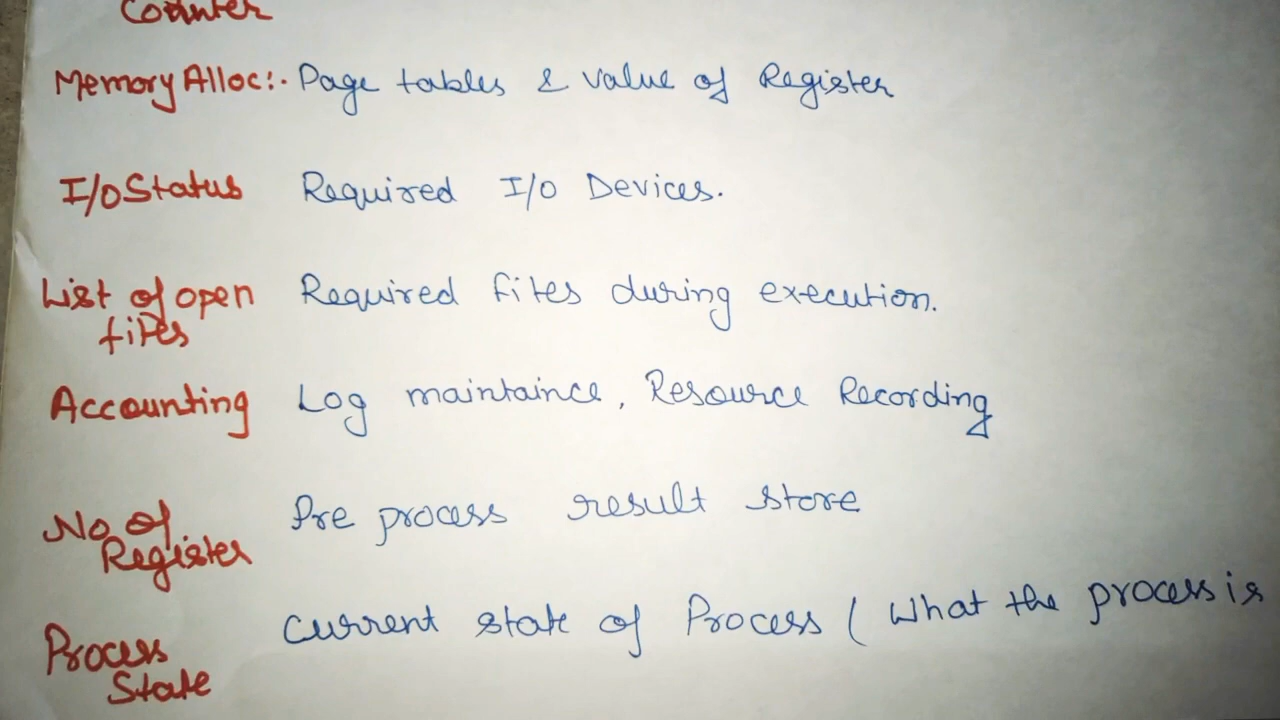 Counter
Memory Alloc:. Page tables & value of Register
I/O Status Required I/O Devices.
List of open Required files during execution.
files
Accounting Log maintaince, Resource Recording
No of Pre process result store
Register
Process Current state of Process ( What the process is
State